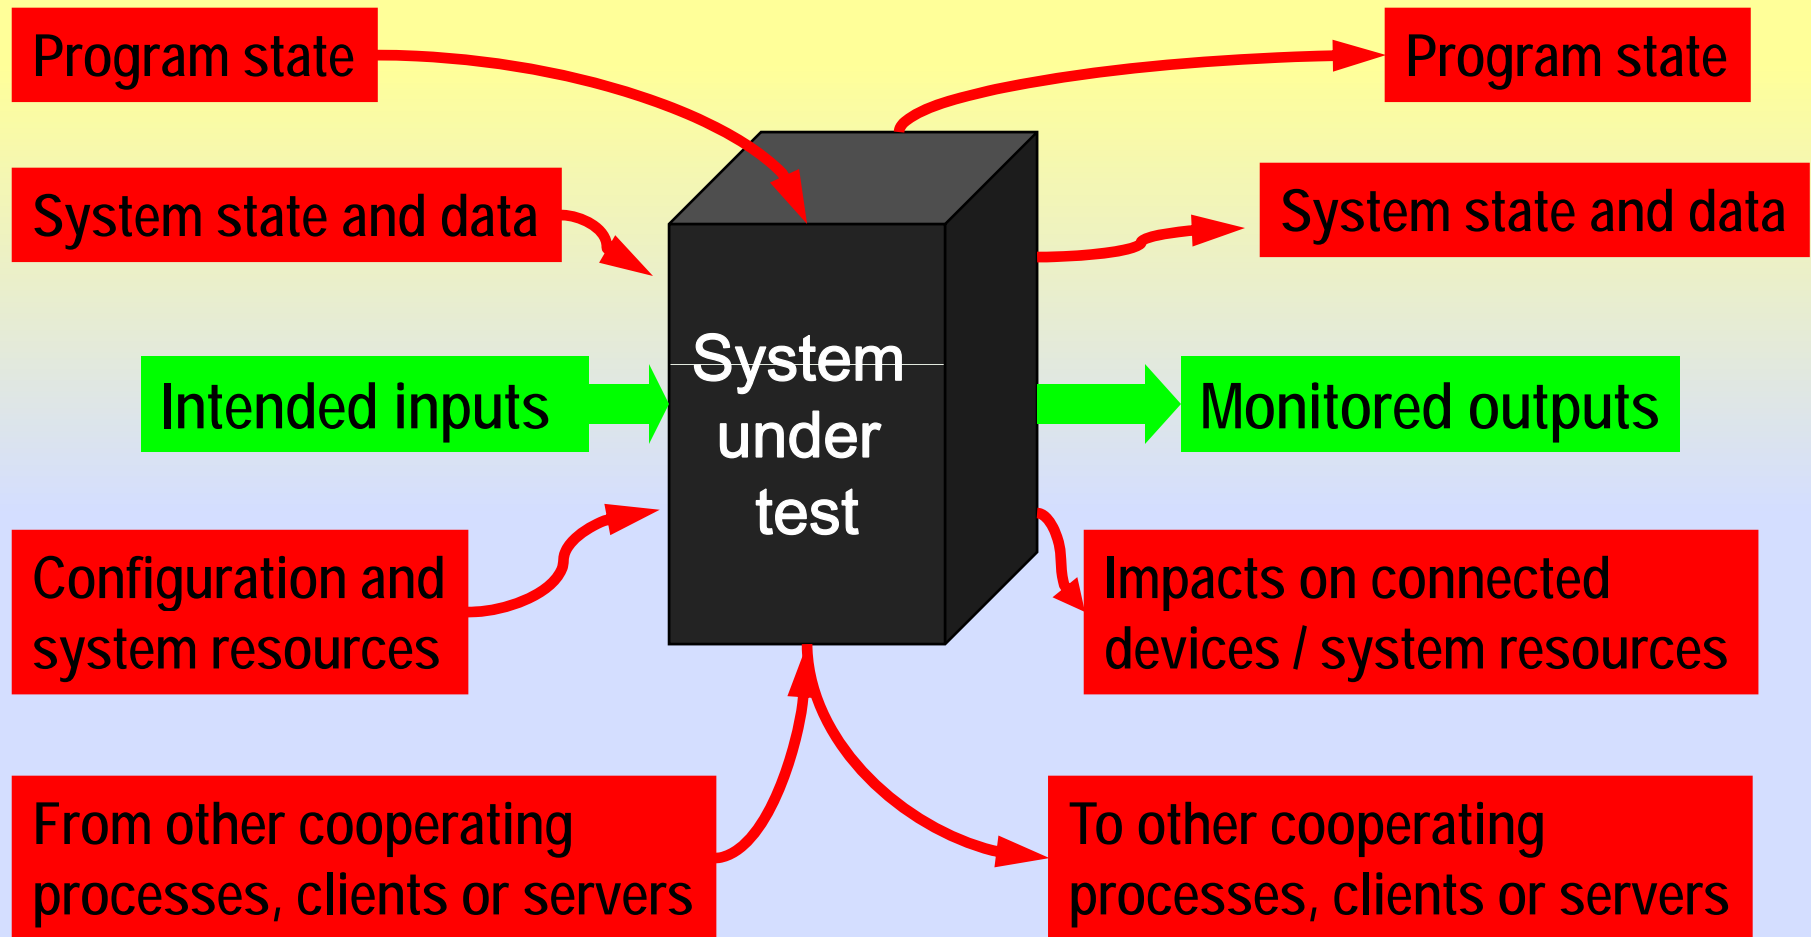 Program state
Program state
System state and data
System state and data
System
under
test
Intended inputs
Monitored outputs
Configuration and
system resources
Impacts on connected
devices / system resources
From other cooperating
processes, clients or servers
To other cooperating
processes, clients or servers